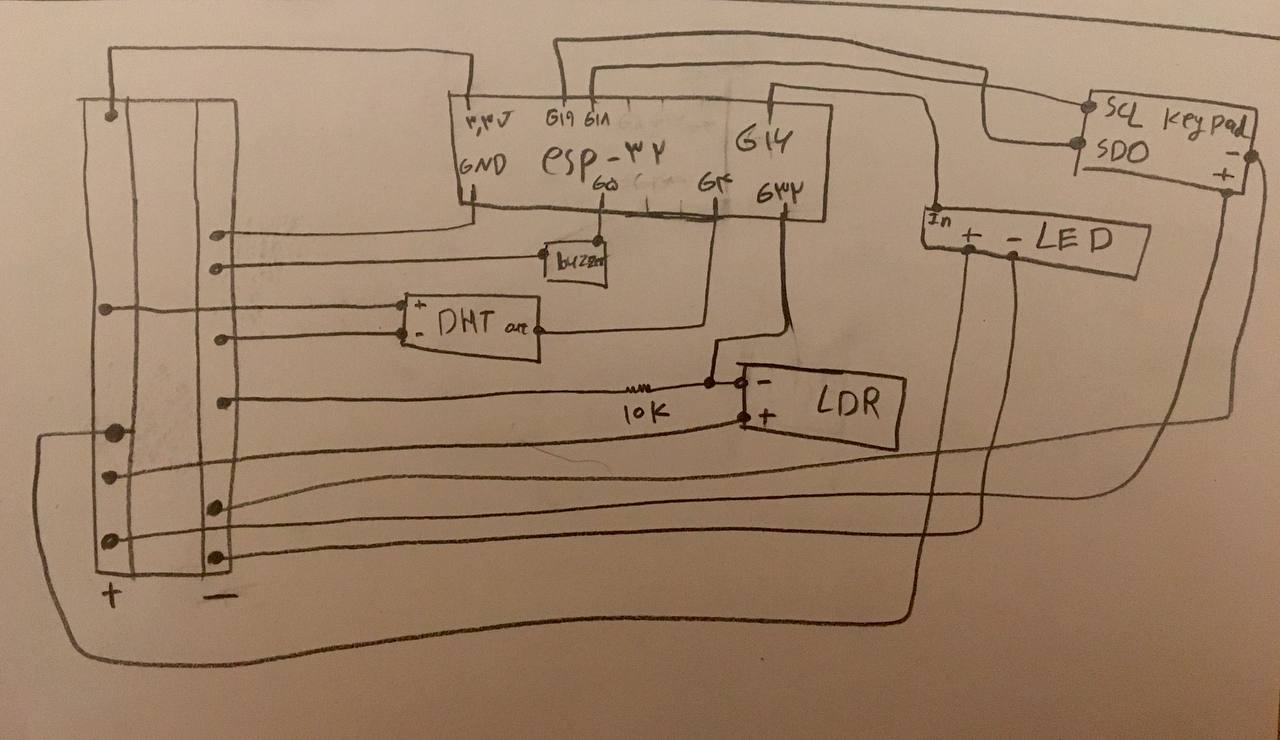 ۳,۳V G۱۹ G۱۸
G۱۶
GND esp-۳۲
G۵ G۴ G۳۲
SCL keypad
SDO -
+
In + - LED
buzzer
+ DHT out
-
- LDR
10K +
+ -